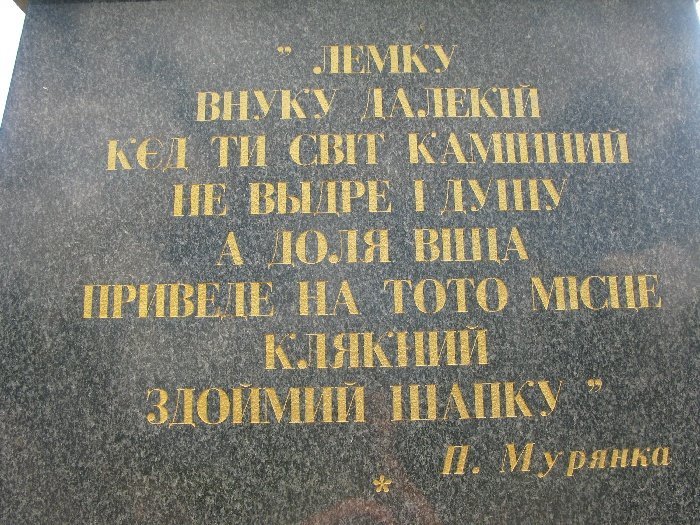 " ЛЕМКУ
ВНУКУ ДАЛЕКІЙ
КЄД ТИ СВІТ КАМІННИЙ
НЕ ВЫДРЕ І ДУШУ
А ДОЛЯ ВІЩА
ПРИВЕДЕ НА ТОТО МІСЦЕ
КЛЯКНИЙ
ЗДОЙМИЙ ШАПКУ "
П. Мурянка
*